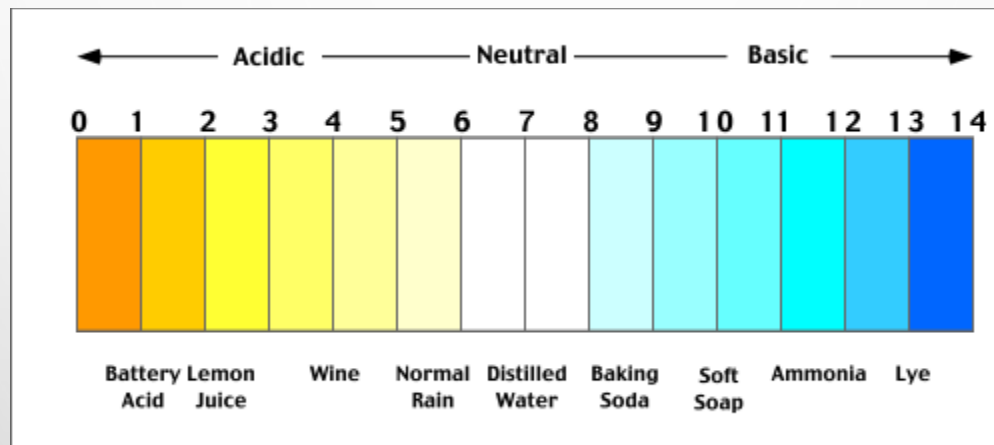 Acidic Neutral Basic
0 1 2 3 4 5 6 7 8 9 10 11 12 13 14
Battery Lemon Wine Normal Distilled Baking Soft Ammonia Lye
Acid Juice Rain Water Soda Soap